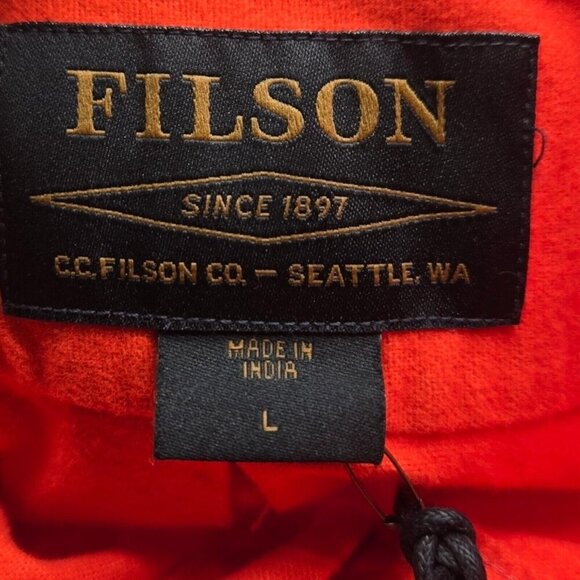 FILSON
SINCE 1897
C.C. FILSON CO. — SEATTLE, WA
MADE IN
INDIA
L